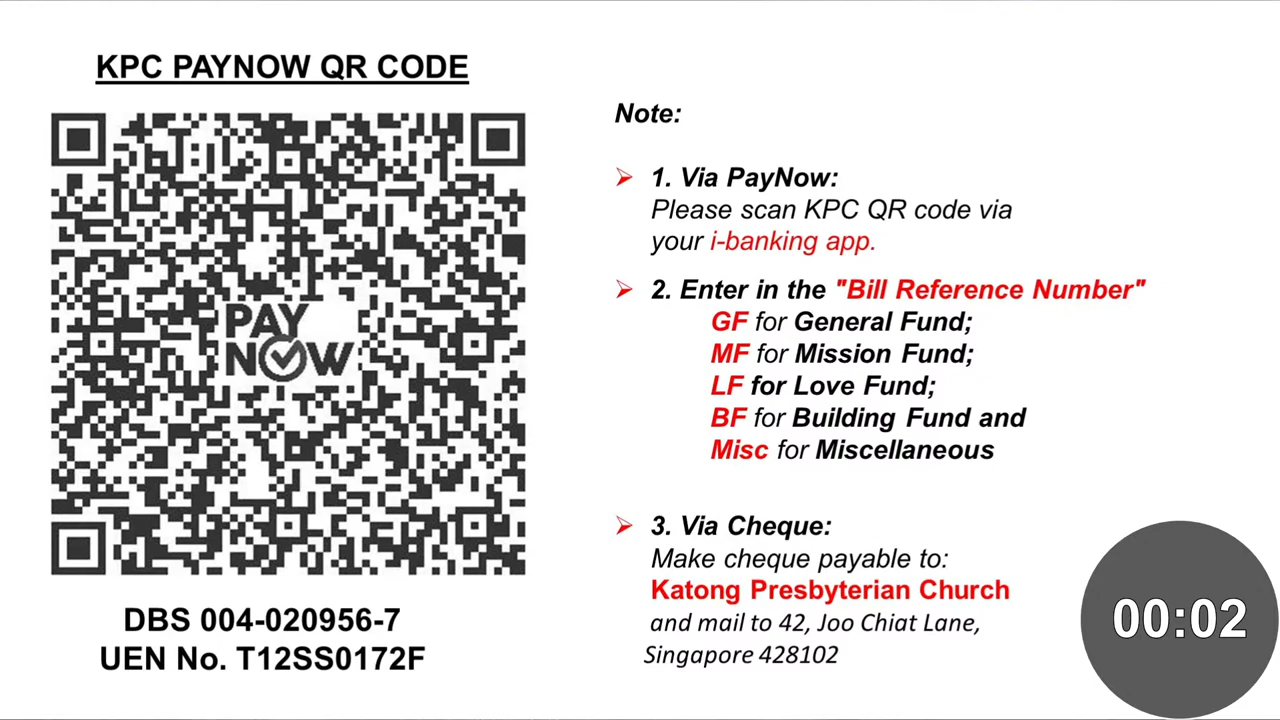 KPC PAYNOW QR CODE
PAY
NOW
DBS 004-020956-7
UEN No. T12SS0172F
Note:
1. Via PayNow:
Please scan KPC QR code via
your i-banking app.
2. Enter in the "Bill Reference Number"
GF for General Fund;
MF for Mission Fund;
LF for Love Fund;
BF for Building Fund and
Misc for Miscellaneous
3. Via Cheque:
Make cheque payable to:
Katong Presbyterian Church
and mail to 42, Joo Chiat Lane,
Singapore 428102
00:02